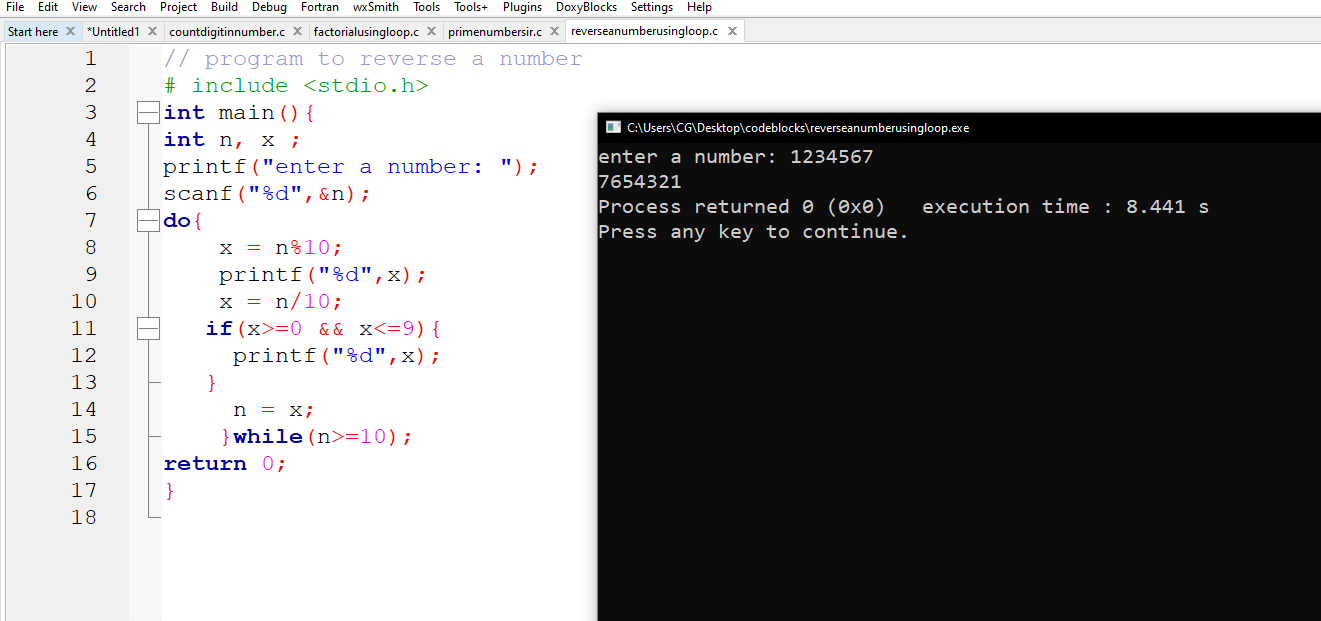 File Edit View Search Project Build Debug Fortran wxSmith Tools Tools+ Plugins DoxyBlocks Settings Help
Start here X *Untitled1 X countdigitinnumber.c X factorialusingloop.c X primenumbersir.c X reverseanumberusingloop.c X
1 // program to reverse a number
2 # include <stdio.h>
3 int main(){
4 int n, x ;
5 printf("enter a number: ");
6 scanf("%d",&n);
7 do{
8 x = n%10;
9 printf("%d",x);
10 x = n/10;
11 if(x>=0 && x<=9){
12 printf("%d",x);
13 }
14 n = x;
15 }while(n>=10);
16 return 0;
17 }
18
C:\Users\CG\Desktop\codeblocks\reverseanumberusingloop.exe
enter a number: 1234567
7654321
Process returned 0 (0x0) execution time : 8.441 s
Press any key to continue.